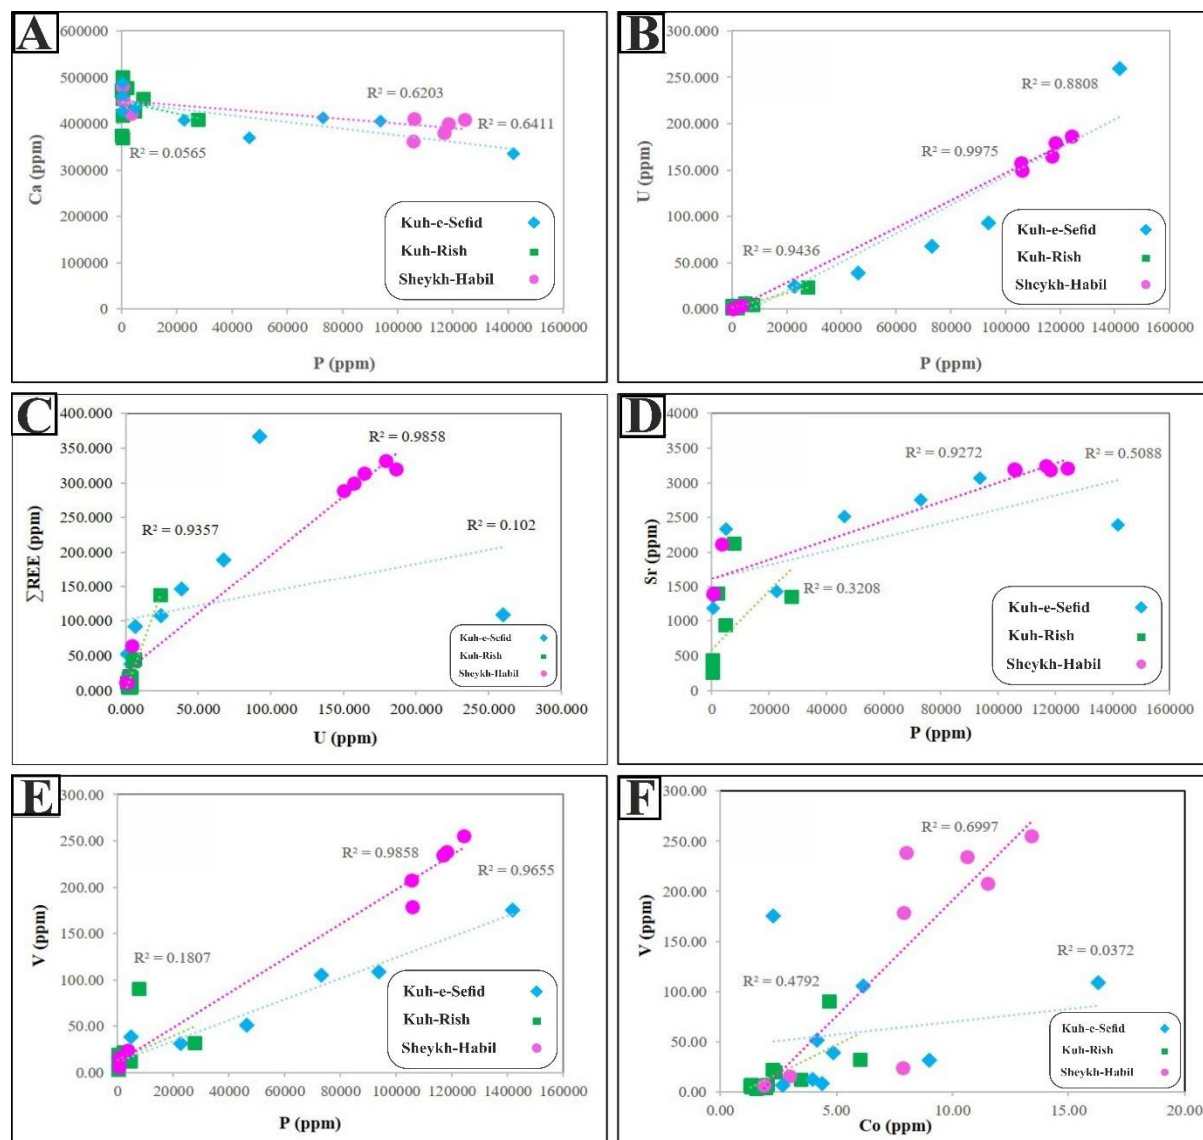 A
600000
500000
400000
300000
200000
100000
0
Ca (ppm)
R² = 0.6203
R² = 0.6411
R² = 0.0565
Kuh-e-Sefid
Kuh-Rish
Sheykh-Habil
0 20000 40000 60000 80000 100000 120000 140000 160000
P (ppm)
B
300.000
250.000
200.000
150.000
100.000
50.000
0.000
U (ppm)
R² = 0.8808
R² = 0.9975
R² = 0.9436
Kuh-e-Sefid
Kuh-Rish
Sheykh-Habil
0 20000 40000 60000 80000 100000 120000 140000 160000
P (ppm)
C
400.000
350.000
300.000
250.000
200.000
150.000
100.000
50.000
0.000
∑REE (ppm)
R² = 0.9858
R² = 0.9357
R² = 0.102
Kuh-e-Sefid
Kuh-Rish
Sheykh-Habil
0.000 50.000 100.000 150.000 200.000 250.000 300.000
U (ppm)
D
4000
3500
3000
2500
2000
1500
1000
500
0
Sr (ppm)
R² = 0.9272
R² = 0.5088
R² = 0.3208
Kuh-e-Sefid
Kuh-Rish
Sheykh-Habil
0 20000 40000 60000 80000 100000 120000 140000 160000
P (ppm)
E
300.00
250.00
200.00
150.00
100.00
50.00
0.00
V (ppm)
R² = 0.9858
R² = 0.9655
R² = 0.1807
Kuh-e-Sefid
Kuh-Rish
Sheykh-Habil
0 20000 40000 60000 80000 100000 120000 140000 160000
P (ppm)
F
300.00
250.00
200.00
150.00
100.00
50.00
0.00
V (ppm)
R² = 0.6997
R² = 0.0372
R² = 0.4792
Kuh-e-Sefid
Kuh-Rish
Sheykh-Habil
0.00 5.00 10.00 15.00 20.00
Co (ppm)